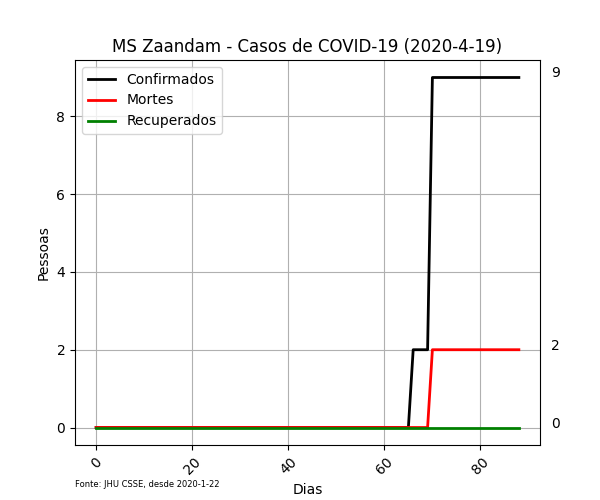 MS Zaandam - Casos de COVID-19 (2020-4-19)
Confirmados
Mortes
Recuperados
9
8
6
4
2
2
0
0
Pessoas
0
20
40
60
80
Dias
Fonte: JHU CSSE, desde 2020-1-22